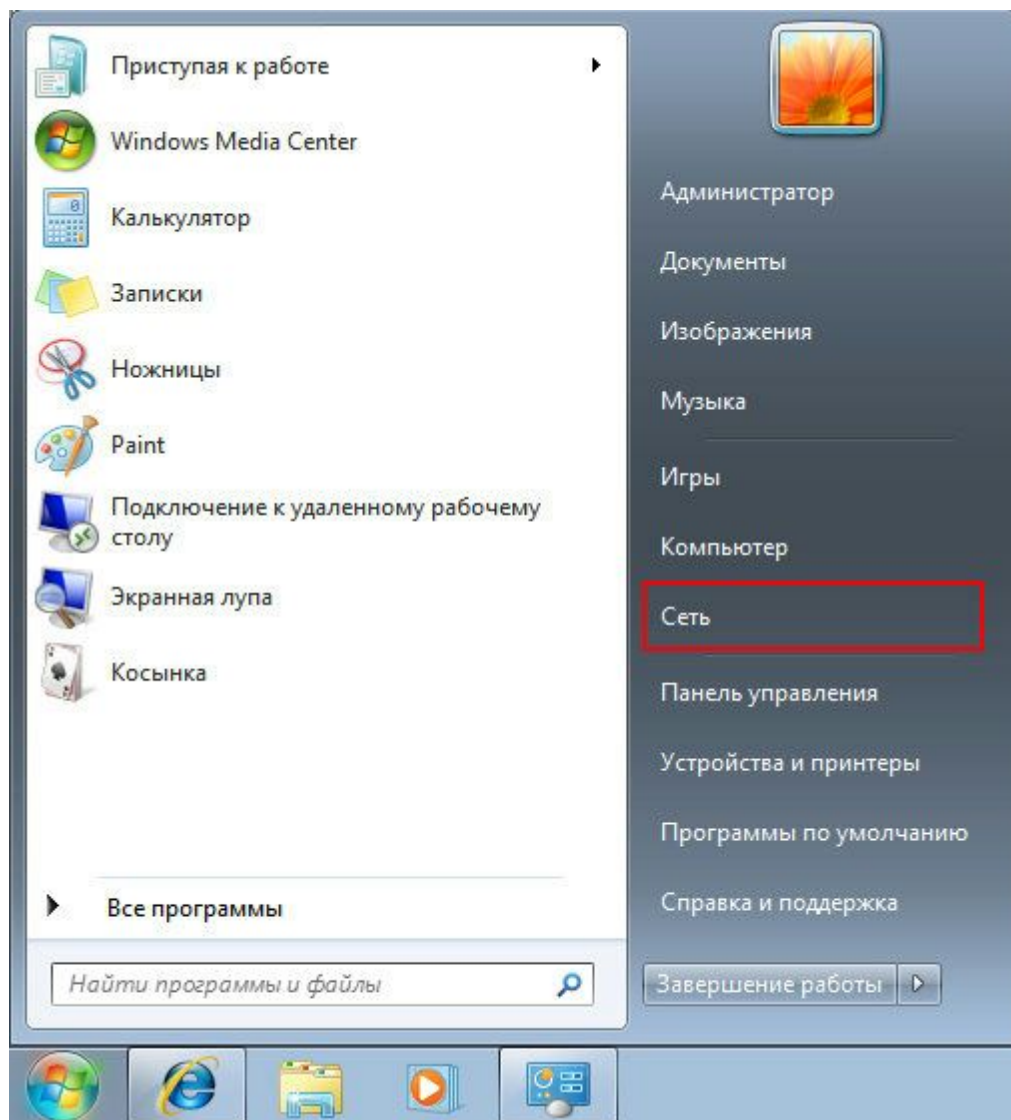 Приступая к работе
Windows Media Center
Калькулятор
Записки
Ножницы
Paint
Подключение к удаленному рабочему
столу
Экранная лупа
Косынка
Все программы
Найти программы и файлы
Администратор
Документы
Изображения
Музыка
Игры
Компьютер
Сеть
Панель управления
Устройства и принтеры
Программы по умолчанию
Справка и поддержка
Завершение работы